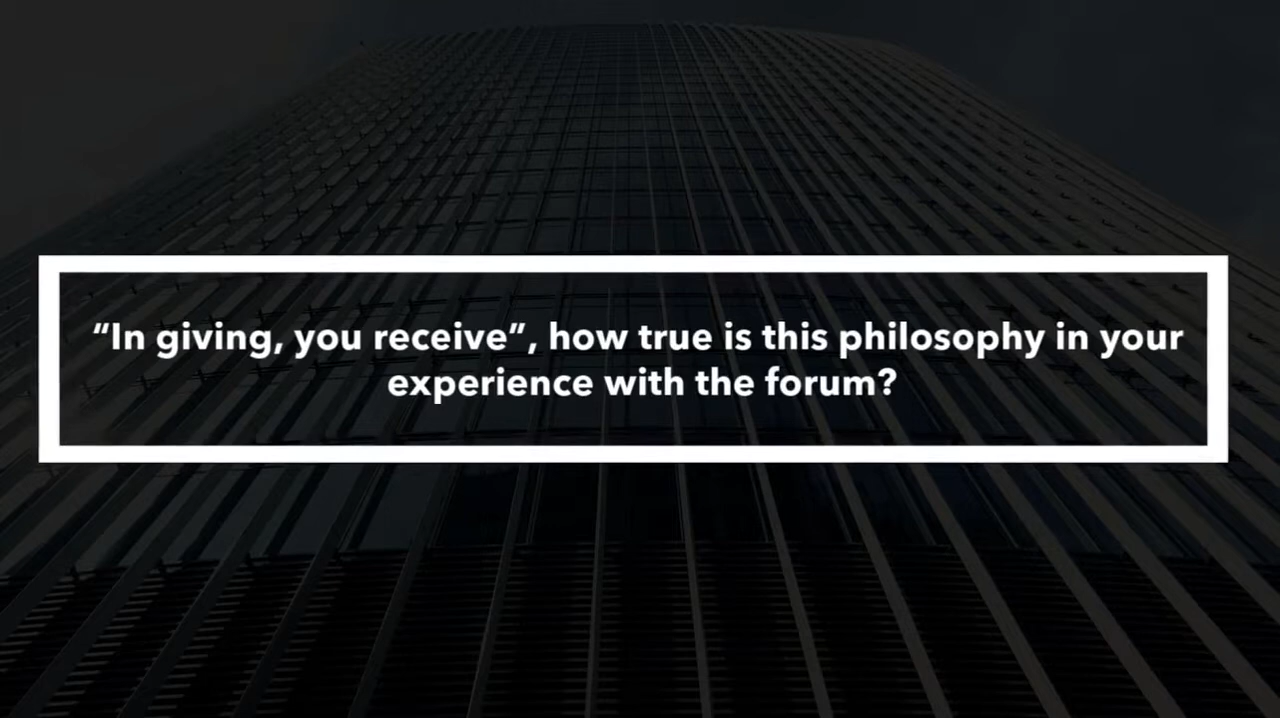 “In giving, you receive”, how true is this philosophy in your
experience with the forum?